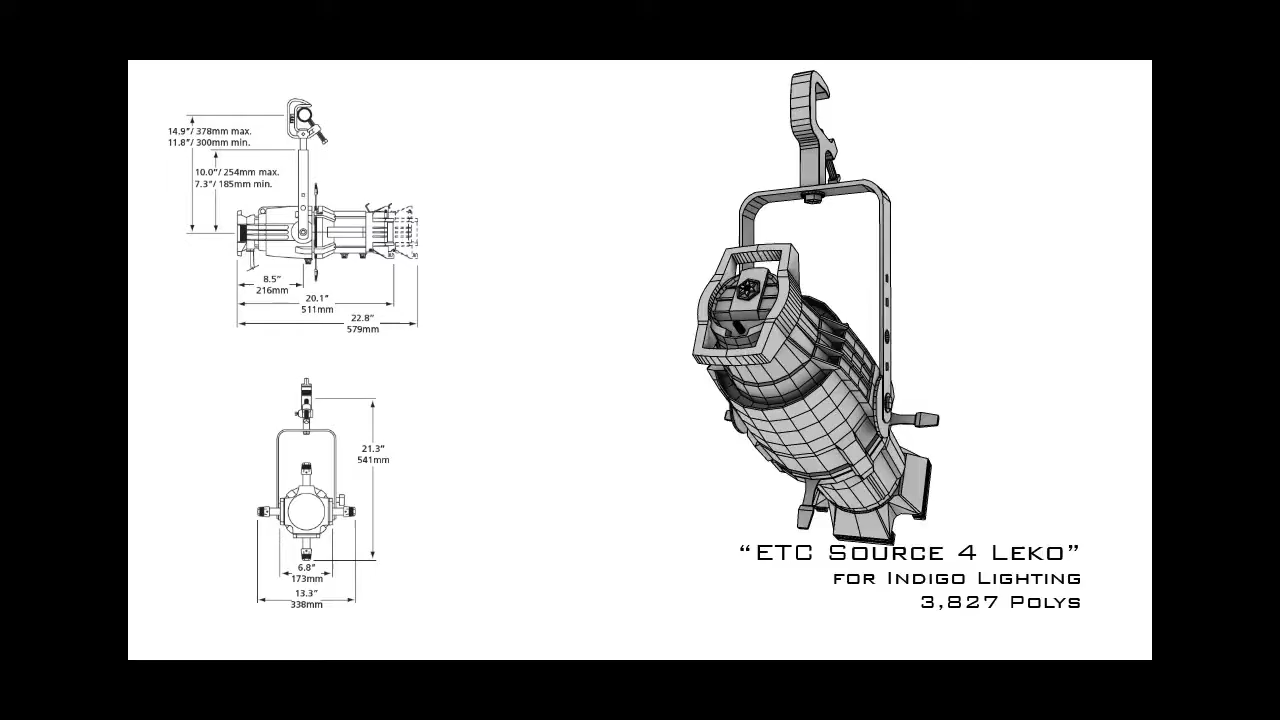 14.9”/ 378mm max.
11.8”/ 300mm min.
10.0”/ 254mm max.
7.3”/ 185mm min.
8.5”
216mm
20.1”
511mm
22.8”
579mm
21.3”
541mm
6.8”
173mm
13.3”
338mm
“ETC Source 4 Leko”
for Indigo Lighting
3,827 Polys